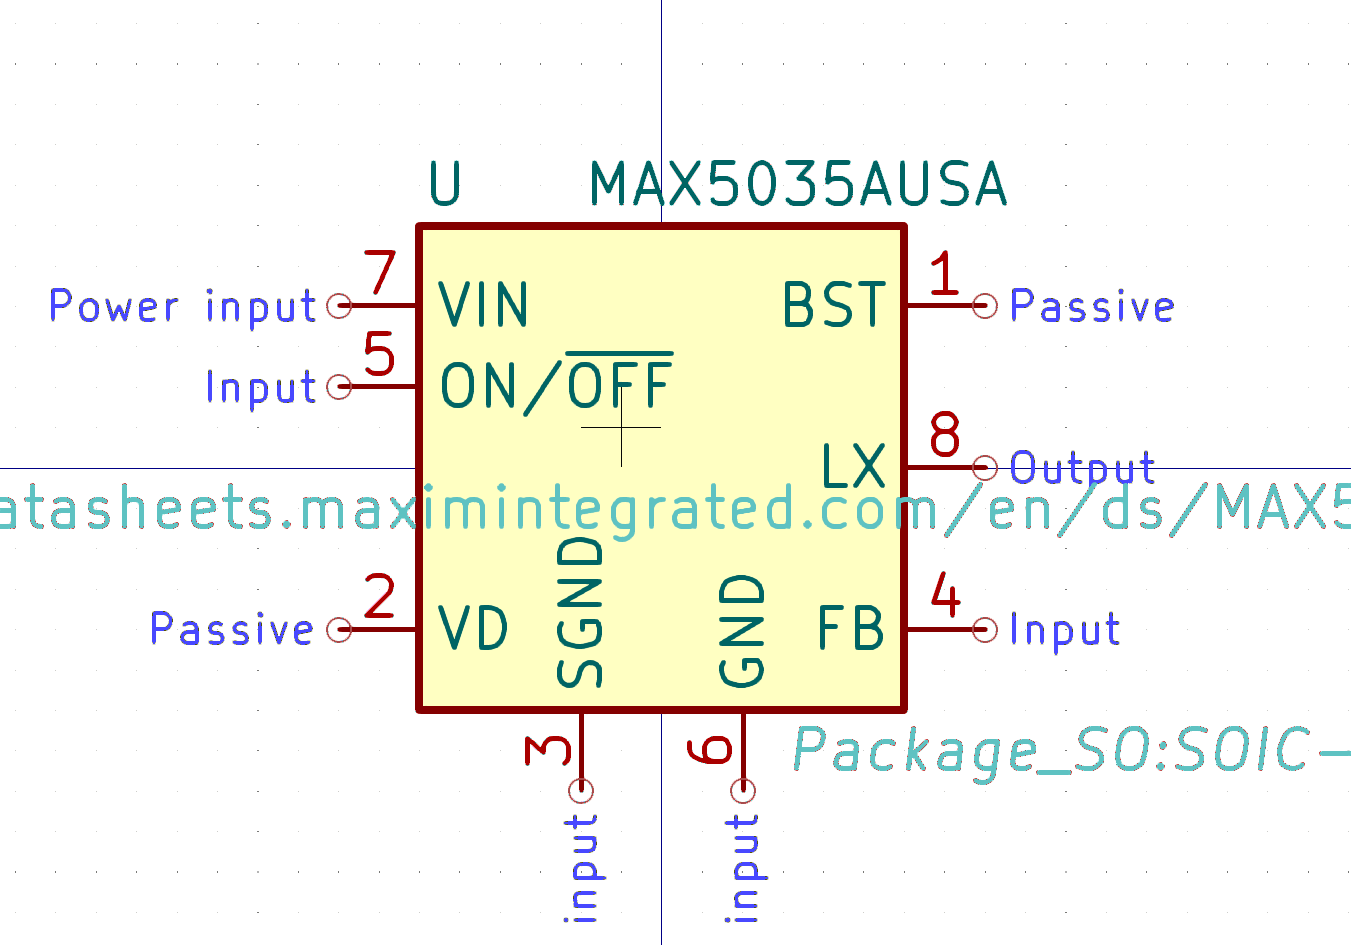 U MAX5035AUSA
7 1
Power input VIN BST Passive
5
Input ON/OFF
8
LX Output
atasheets.maximintegrated.com/en/ds/MAX5
2 4
Passive VD SGND GND FB Input
3 6 Package_SO:SOIC-
input input